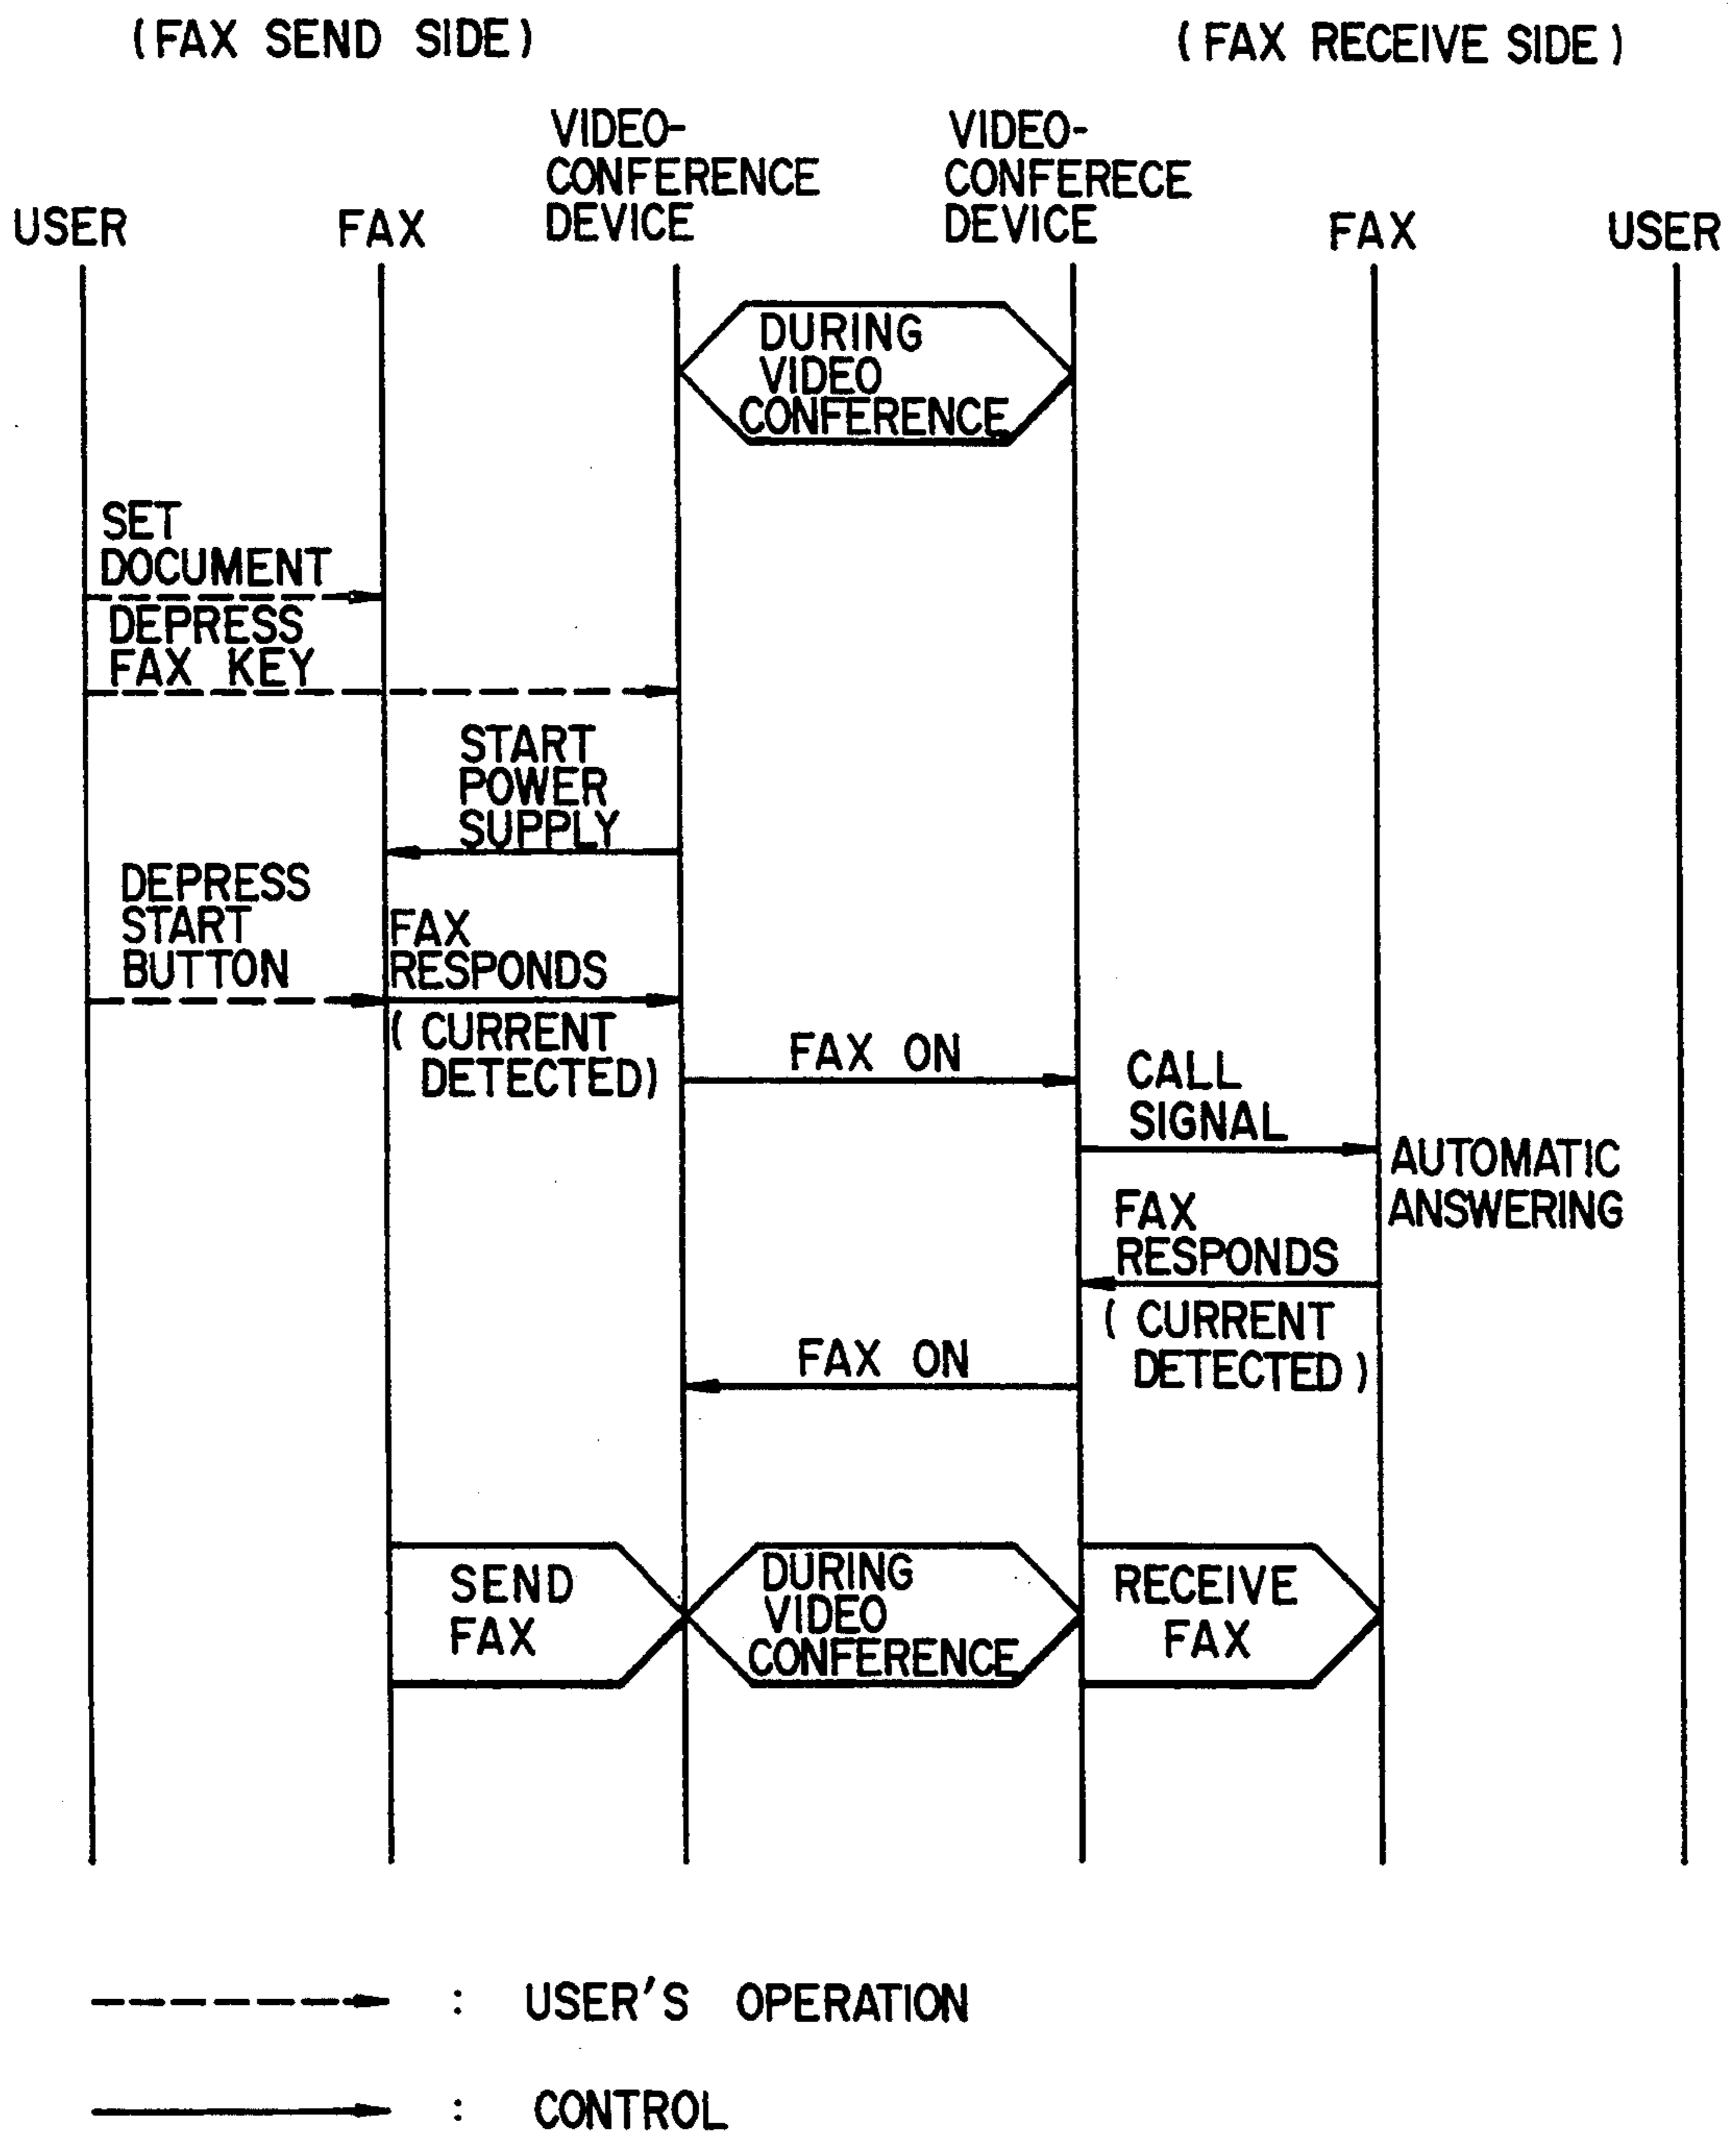 (FAX SEND SIDE)
(FAX RECEIVE SIDE)
VIDEO-
CONFERENCE
DEVICE
VIDEO-
CONFERECE
DEVICE
USER
FAX
FAX
USER
DURING
VIDEO
CONFERENCE
SET
DOCUMENT
DEPRESS
FAX KEY
START
POWER
SUPPLY
DEPRESS
START
BUTTON
FAX
RESPONDS
(CURRENT
DETECTED)
FAX ON
CALL
SIGNAL
AUTOMATIC
ANSWERING
FAX
RESPONDS
(CURRENT
DETECTED)
FAX ON
SEND
FAX
DURING
VIDEO
CONFERENCE
RECEIVE
FAX
: USER'S OPERATION
: CONTROL